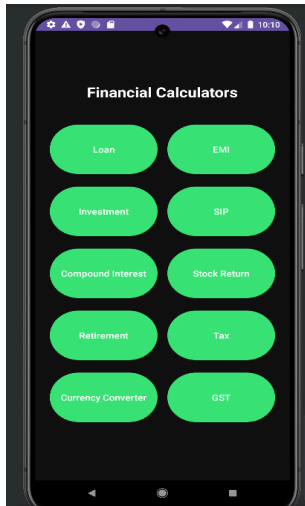 10:10
Financial Calculators
Loan EMI
Investment SIP
Compound Interest Stock Return
Retirement Tax
Currency Converter GST